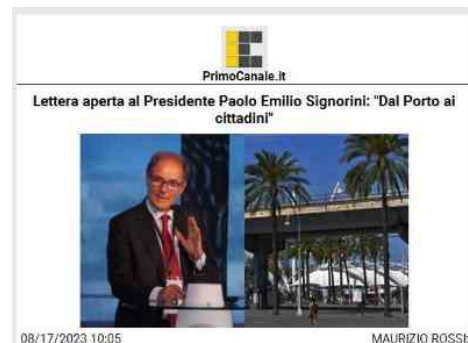 PrimoCanale.it
Lettera aperta al Presidente Paolo Emilio Signorini: "Dal Porto ai
cittadini"
08/17/2023 10:05
MAURIZIO ROSSI;